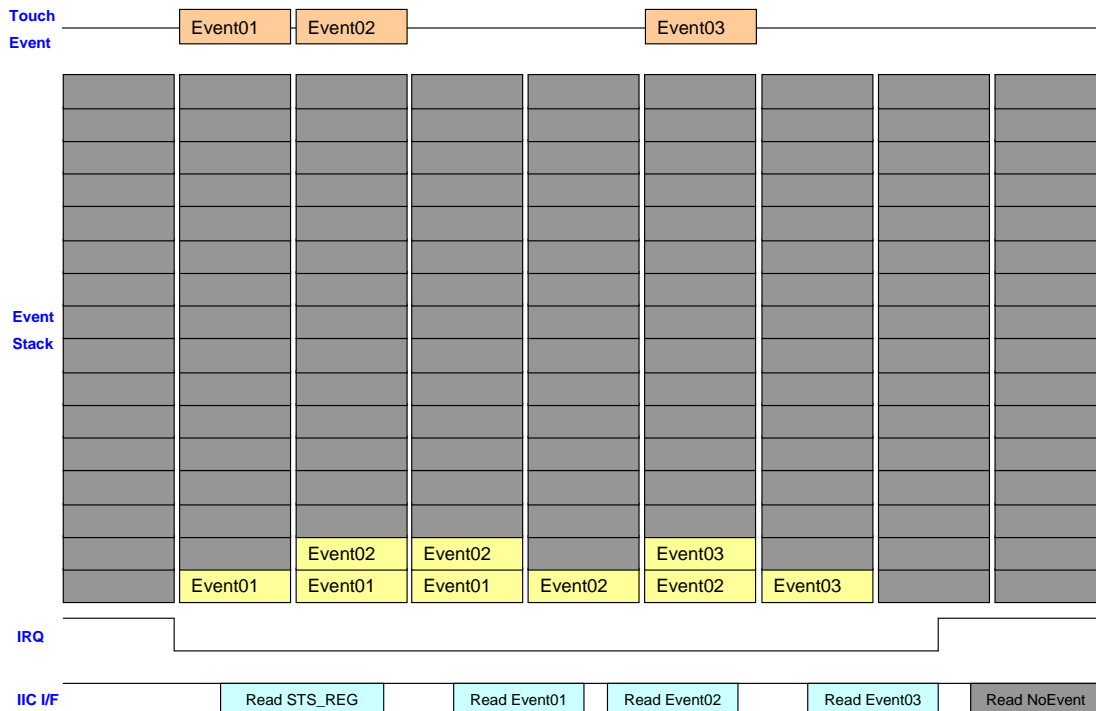 Touch Event
Event01 Event02 Event03
Event Stack
Event02 Event02 Event03
Event01 Event01 Event01 Event02 Event02 Event03
IRQ
IIC I/F
Read STS_REG Read Event01 Read Event02 Read Event03 Read NoEvent